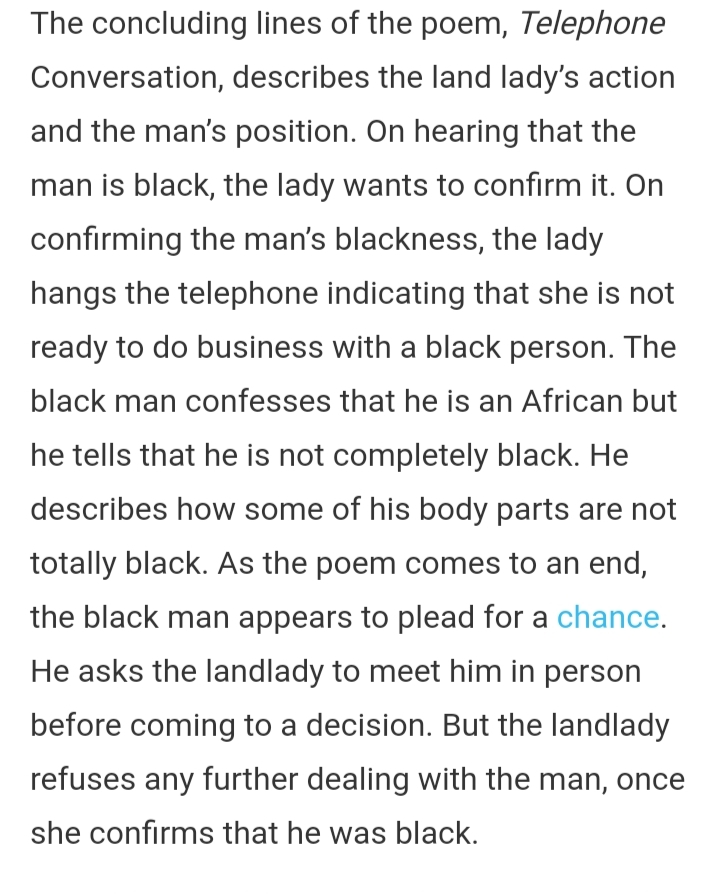 The concluding lines of the poem, Telephone
Conversation, describes the land lady's action
and the man's position. On hearing that the
man is black, the lady wants to confirm it. On
confirming the man's blackness, the lady
hangs the telephone indicating that she is not
ready to do business with a black person. The
black man confesses that he is an African but
he tells that he is not completely black. He
describes how some of his body parts are not
totally black. As the poem comes to an end,
the black man appears to plead for a chance.
He asks the landlady to meet him in person
before coming to a decision. But the landlady
refuses any further dealing with the man, once
she confirms that he was black.